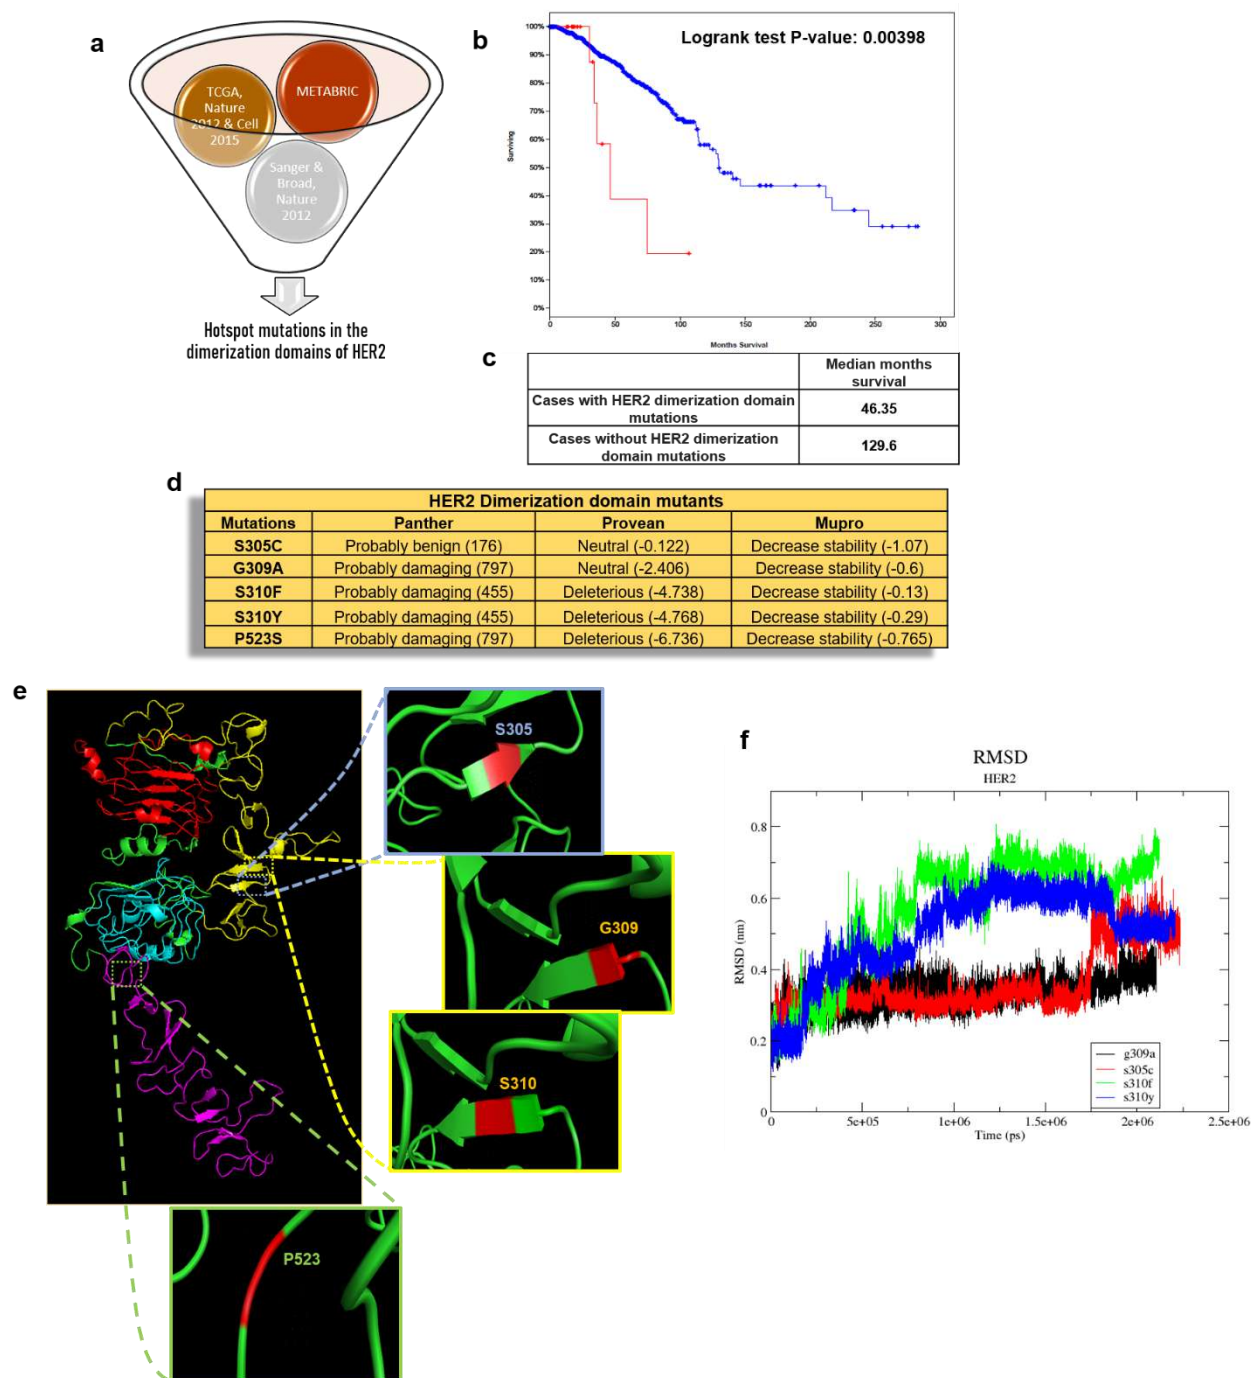 a
TCGA,
Nature
2012 & Cell
2015
METABRIC
Sanger &
Broad,
Nature
2012
Hotspot mutations in the
dimerization domains of HER2
b
Logrank test P-value: 0.00398
100%
90%
80%
70%
60%
50%
40%
30%
20%
10%
0%
Surviving
0
50
100
150
200
250
300
Months Survival
c
Median months
survival
Cases with HER2 dimerization domain
mutations
46.35
Cases without HER2 dimerization
domain mutations
129.6
d
HER2 Dimerization domain mutants
Mutations Panther Provean Mupro
S305C Probably benign (176) Neutral (-0.122) Decrease stability (-1.07)
G309A Probably damaging (797) Neutral (-2.406) Decrease stability (-0.6)
S310F Probably damaging (455) Deleterious (-4.738) Decrease stability (-0.13)
S310Y Probably damaging (455) Deleterious (-4.768) Decrease stability (-0.29)
P523S Probably damaging (797) Deleterious (-6.736) Decrease stability (-0.765)
e
S305
G309
S310
P523
f
RMSD
HER2
0.8
0.6
0.4
0.2
0
RMSD (nm)
g309a
s305c
s310f
s310y
0 5e+05 1e+06 1.5e+06 2e+06 2.5e+06
Time (ps)